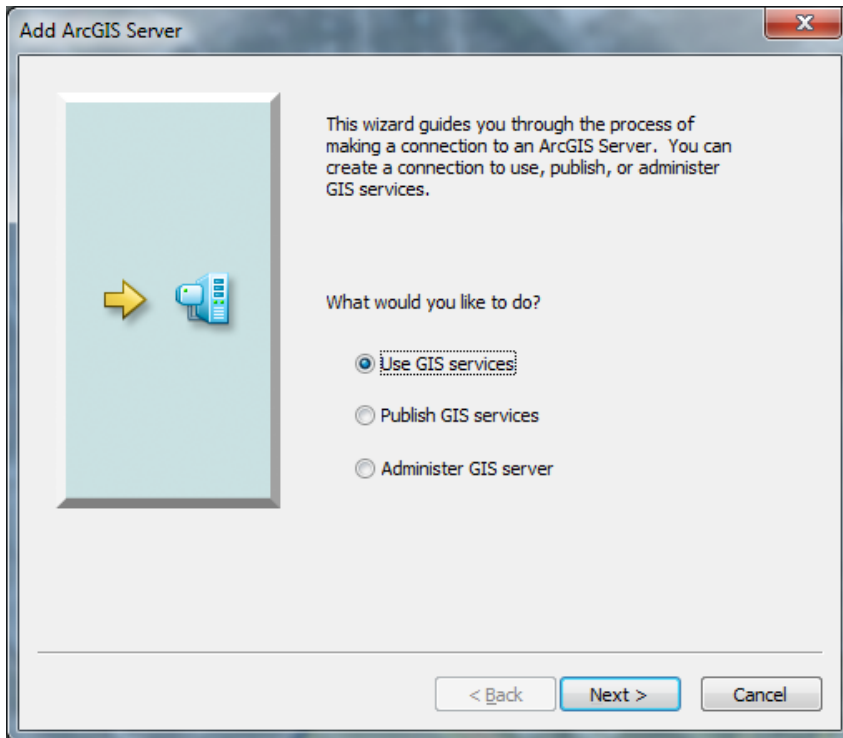 Add ArcGIS Server
This wizard guides you through the process of
making a connection to an ArcGIS Server.  You can
create a connection to use, publish, or administer
GIS services.
What would you like to do?
Use GIS services
Publish GIS services
Administer GIS server
< Back
Next >
Cancel